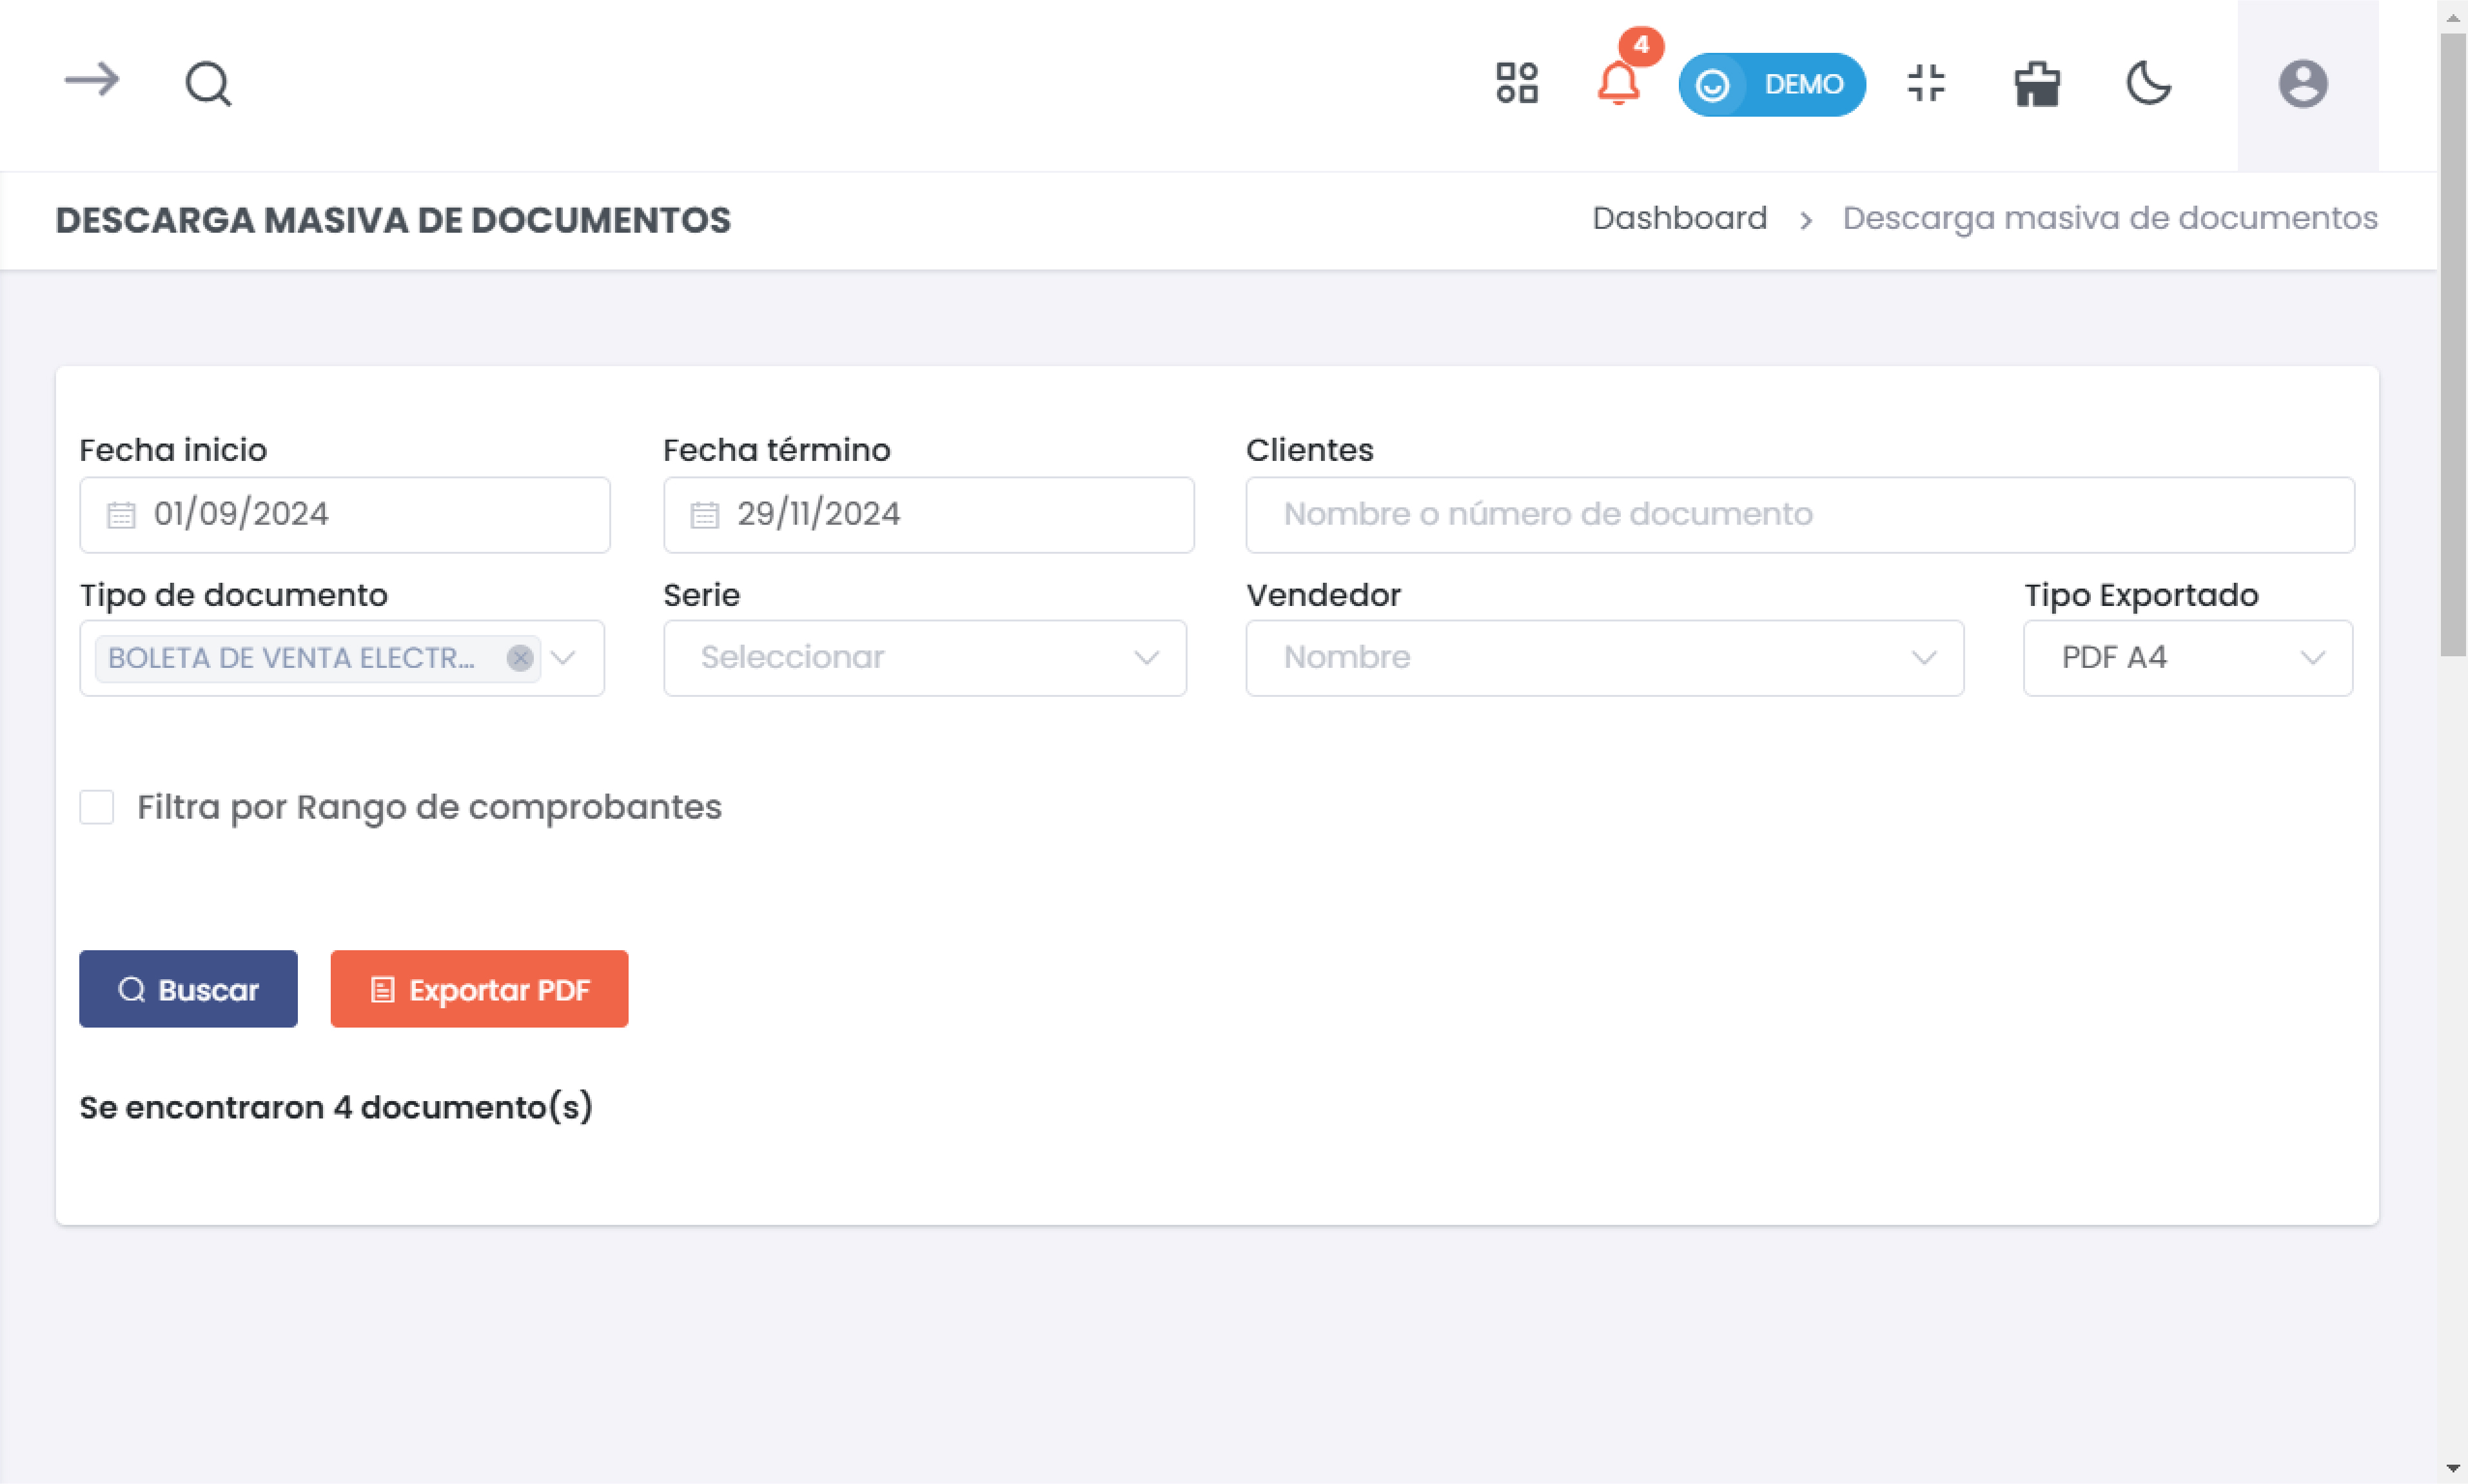 4
DEMO
DESCARGA MASIVA DE DOCUMENTOS
Dashboard > Descarga masiva de documentos
Fecha inicio Fecha término Clientes
01/09/2024 29/11/2024 Nombre o número de documento
Tipo de documento Serie Vendedor Tipo Exportado
BOLETA DE VENTA ELECTR... Seleccionar Nombre PDF A4
Filtra por Rango de comprobantes
Buscar Exportar PDF
Se encontraron 4 documento(s)